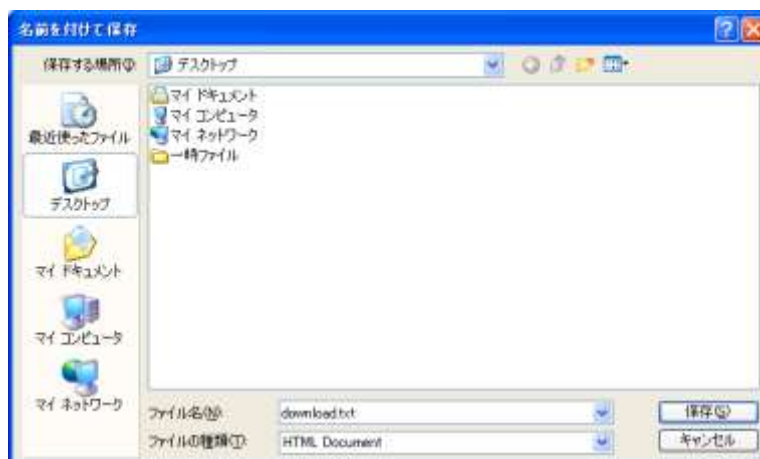 名前を付けて保存
保存する場所(I):
デスクトップ
最近使ったファイル
デスクトップ
マイ ドキュメント
マイ コンピュータ
マイ ネットワーク
マイ ドキュメント
マイ コンピュータ
マイ ネットワーク
一時ファイル
ファイル名(N):
download.txt
保存(S)
ファイルの種類(T):
HTML Document
キャンセル